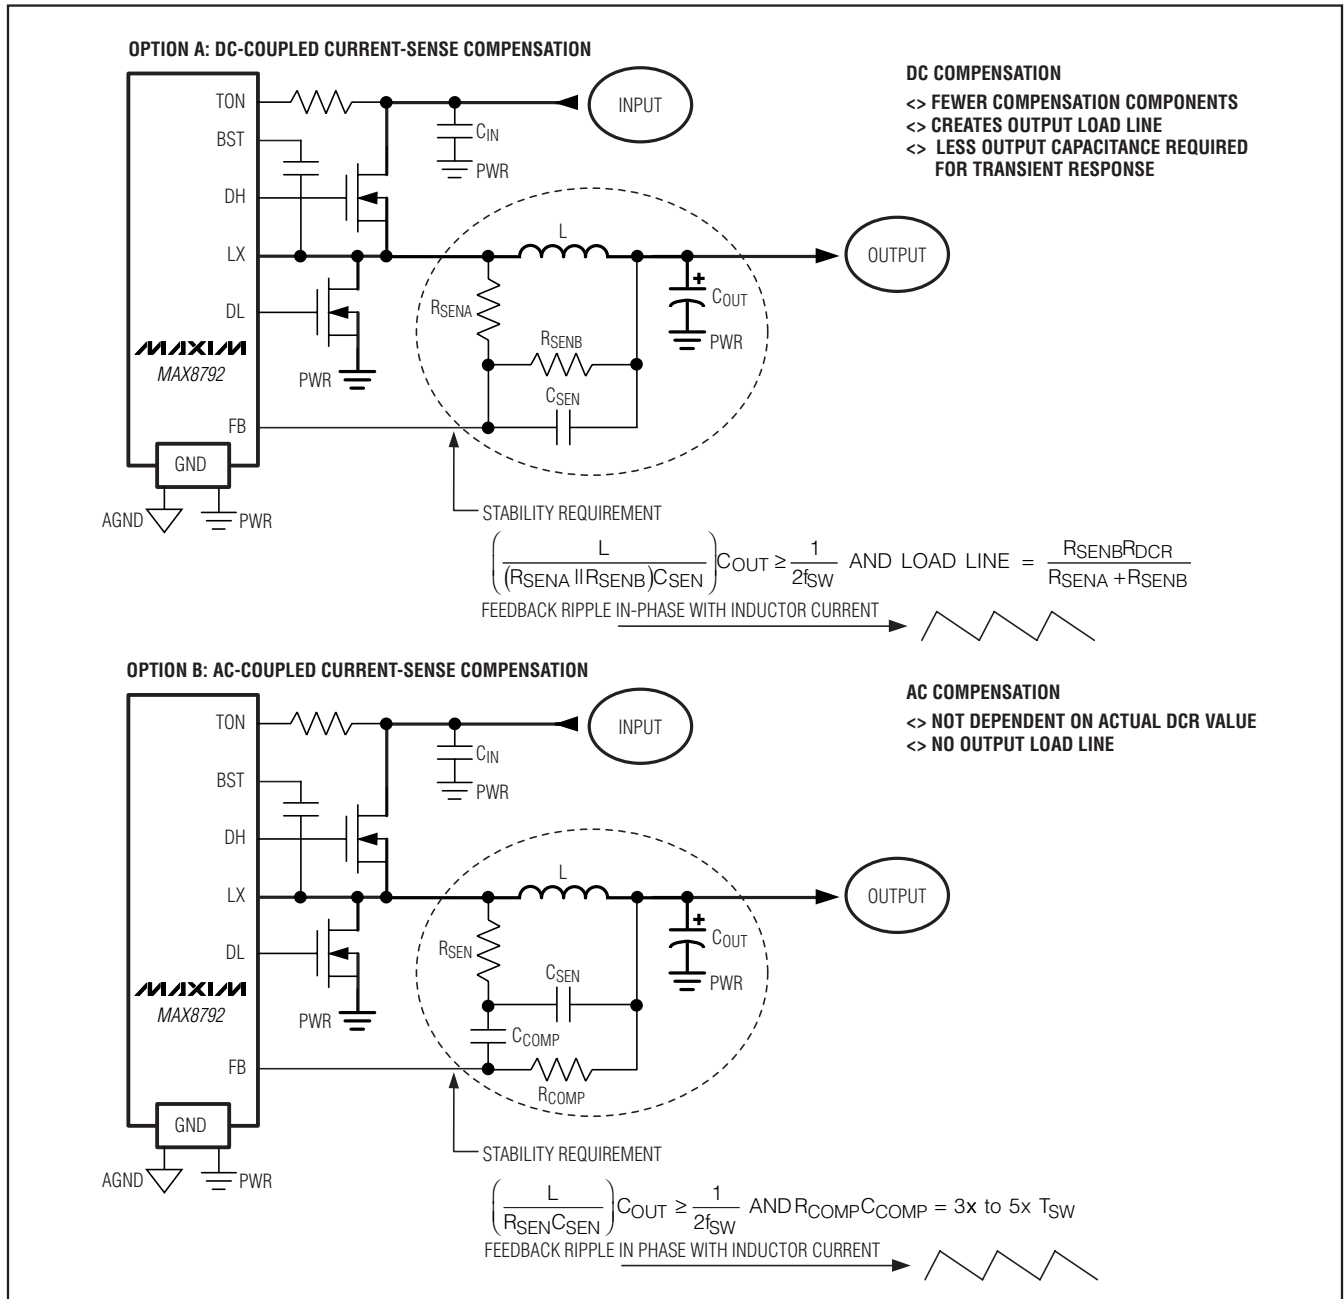 OPTION A: DC-COUPLED CURRENT-SENSE COMPENSATION
DC COMPENSATION
<> FEWER COMPENSATION COMPONENTS
<> CREATES OUTPUT LOAD LINE
<> LESS OUTPUT CAPACITANCE REQUIRED
FOR TRANSIENT RESPONSE
TON
INPUT
BST
CIN
PWR
DH
LX
L
OUTPUT
DL
RSENA
COUT
PWR
RSENB
MAXIM
MAX8792
PWR
CSEN
FB
GND
AGND
PWR
STABILITY REQUIREMENT
(L / ((RSENA || RSENB)CSEN)) COUT ≥ 1/(2fSW) AND LOAD LINE = RSENBRDCR / (RSENA + RSENB)
FEEDBACK RIPPLE IN-PHASE WITH INDUCTOR CURRENT
OPTION B: AC-COUPLED CURRENT-SENSE COMPENSATION
AC COMPENSATION
<> NOT DEPENDENT ON ACTUAL DCR VALUE
<> NO OUTPUT LOAD LINE
TON
INPUT
BST
CIN
PWR
DH
LX
L
OUTPUT
DL
RSEN
COUT
PWR
CSEN
MAXIM
MAX8792
PWR
CCOMP
FB
RCOMP
GND
AGND
PWR
STABILITY REQUIREMENT
(L / (RSENCSEN)) COUT ≥ 1/(2fSW) AND RCOMPCCOMP = 3x to 5x TSW
FEEDBACK RIPPLE IN PHASE WITH INDUCTOR CURRENT